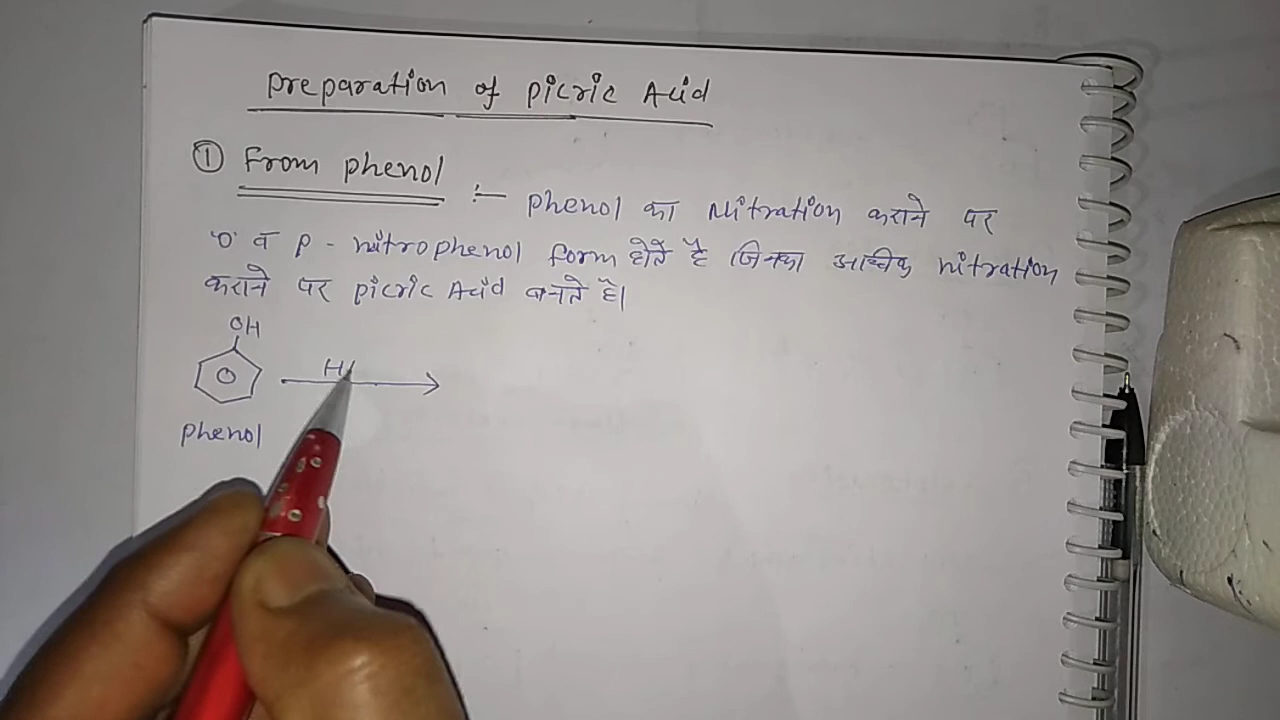 Preparation of Picric Acid
① From phenol :- phenol का Nitration कराने पर
'O' व p - nitrophenol form होते है जिनका अधिक nitration
कराने पर picric Acid बनते है।
OH
H
phenol